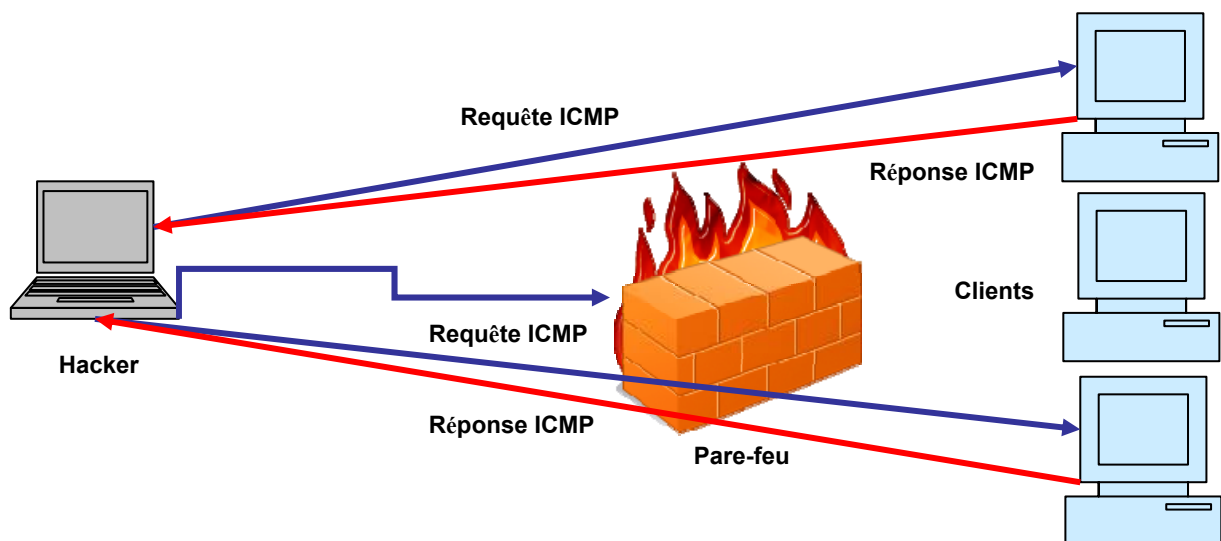 Requête ICMP
Réponse ICMP
Clients
Requête ICMP
Hacker
Réponse ICMP
Pare-feu